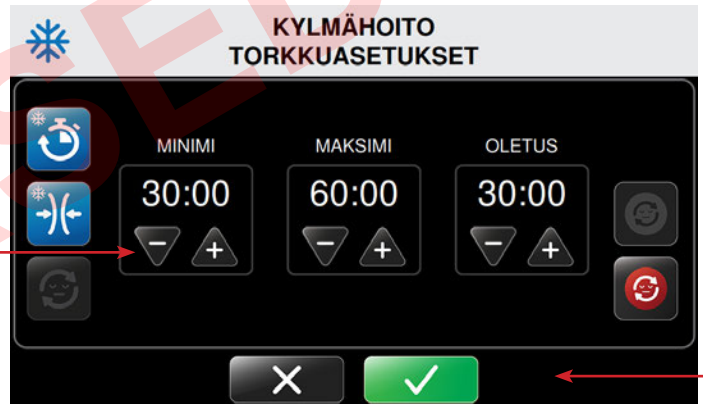 KYLMÄHOITO
TORKKUASETUKSET
MINIMI MAKSIMI OLETUS
30:00 60:00 30:00